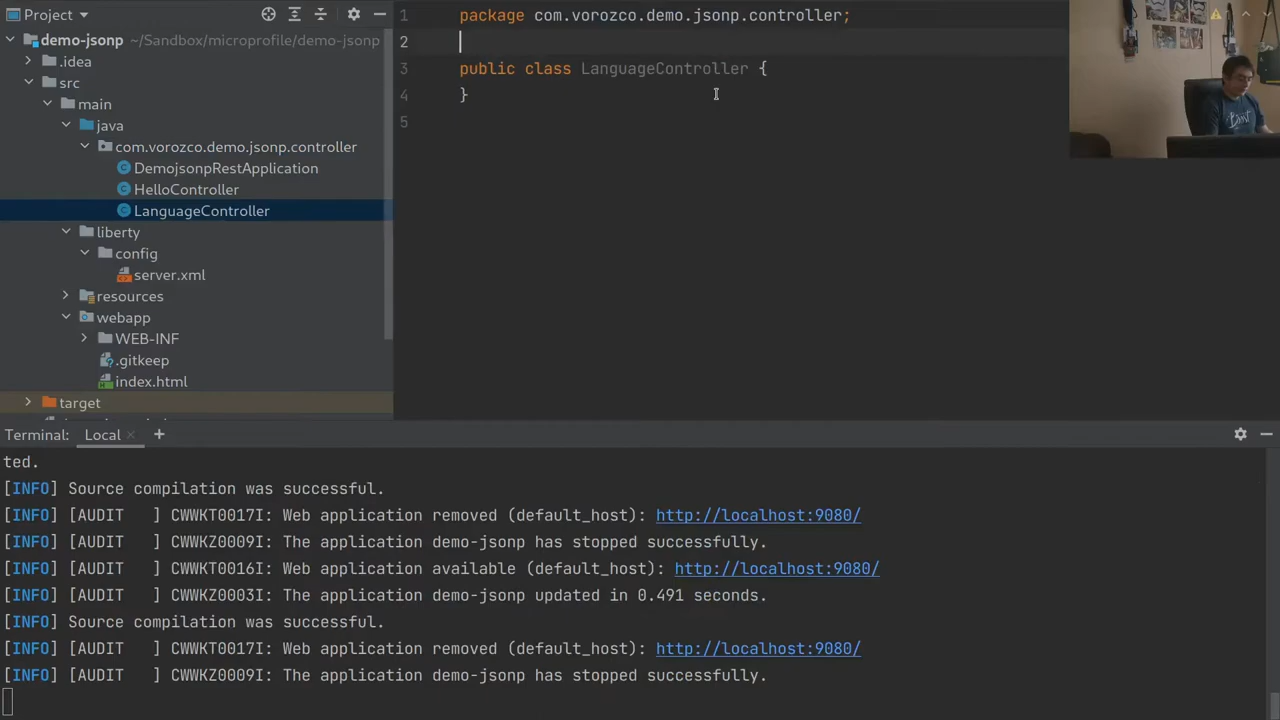 Project
demo-jsonp ~/Sandbox/microprofile/demo-jsonp
.idea
src
main
java
com.vorozco.demo.jsonp.controller
DemojsonpRestApplication
HelloController
LanguageController
liberty
config
server.xml
resources
webapp
WEB-INF
.gitkeep
index.html
target
1 package com.vorozco.demo.jsonp.controller;
2
3 public class LanguageController {
4 }
5
Terminal: Local
ted.
[INFO] Source compilation was successful.
[INFO] [AUDIT   ] CWWKT0017I: Web application removed (default_host): http://localhost:9080/
[INFO] [AUDIT   ] CWWKZ0009I: The application demo-jsonp has stopped successfully.
[INFO] [AUDIT   ] CWWKT0016I: Web application available (default_host): http://localhost:9080/
[INFO] [AUDIT   ] CWWKZ0003I: The application demo-jsonp updated in 0.491 seconds.
[INFO] Source compilation was successful.
[INFO] [AUDIT   ] CWWKT0017I: Web application removed (default_host): http://localhost:9080/
[INFO] [AUDIT   ] CWWKZ0009I: The application demo-jsonp has stopped successfully.